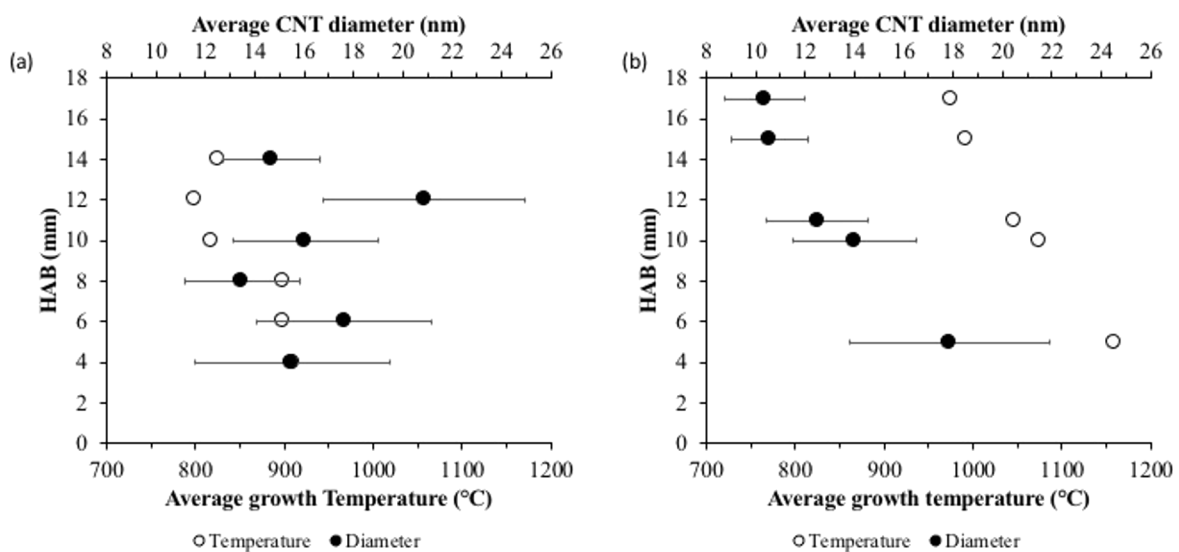 Average CNT diameter (nm)
(a)
8 10 12 14 16 18 20 22 24 26
18
16
14
12
10
8
6
4
2
0
HAB (mm)
700 800 900 1000 1100 1200
Average growth Temperature (°C)
Temperature Diameter
Average CNT diameter (nm)
(b)
8 10 12 14 16 18 20 22 24 26
18
16
14
12
10
8
6
4
2
0
HAB (mm)
700 800 900 1000 1100 1200
Average growth temperature (°C)
Temperature Diameter